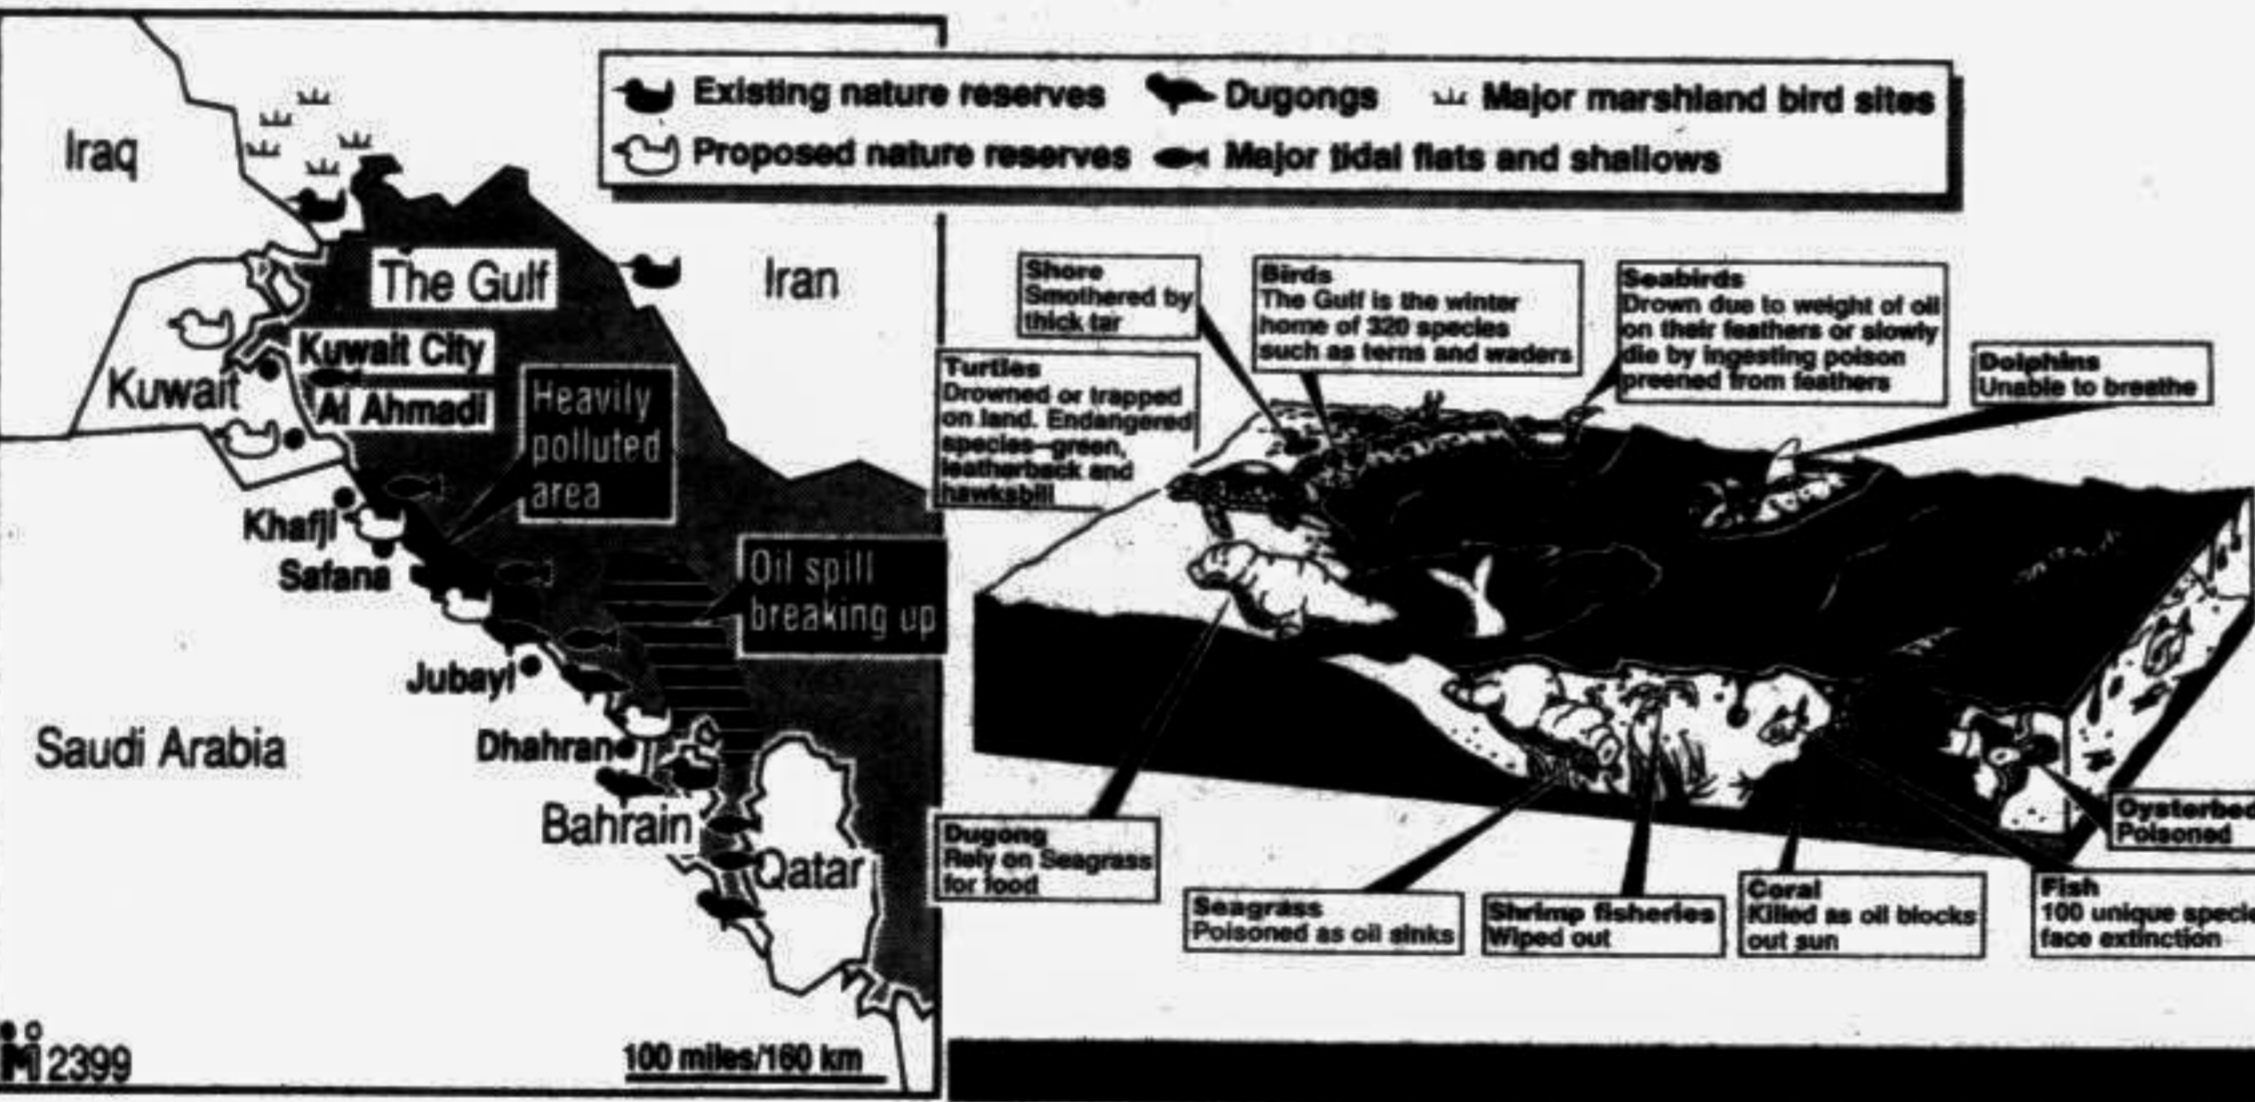 Existing nature reserves
Dugongs
Major marshland bird sites
Proposed nature reserves
Major tidal flats and shallows
Iraq
The Gulf
Iran
Kuwait City
Kuwait
Al Ahmadi
Heavily
polluted
area
Khafji
Safana
Oil spill
breaking up
Jubayl
Saudi Arabia
Dhahran
Bahrain
Qatar
2399
100 miles/160 km
Shore
Smothered by
thick tar
Birds
The Gulf is the winter
home of 320 species
such as terns and waders
Seabirds
Drown due to weight of oil
on their feathers or slowly
die by ingesting poison
preened from feathers
Dolphins
Unable to breathe
Turtles
Drowned or trapped
on land. Endangered
species–green,
leatherback and
hawksbill
Dugong
Rely on Seagrass
for food
Seagrass
Poisoned as oil sinks
Shrimp fisheries
Wiped out
Coral
Killed as oil blocks
out sun
Fish
100 unique specie
face extinction
Oysterbed
Poisoned